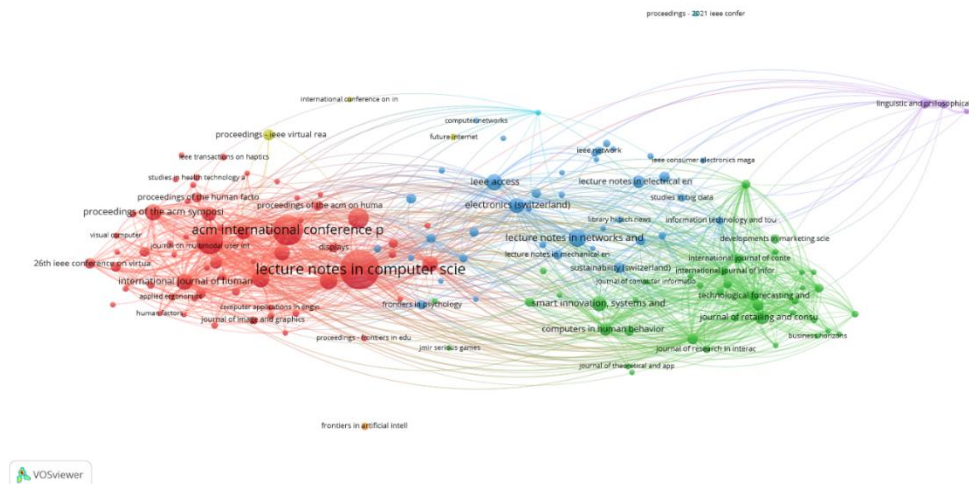 proceedings - 2021 ieee confer
international conference on in
linguistic and philosophical
computer networks
proceedings - ieee virtual rea
future internet
ieee transactions on haptics
ieee network
ieee consumer electronics maga
studies in health technology a
ieee access
lecture notes in electrical en
proceedings of the human facto
studies in big data
proceedings of the acm symposi
proceedings of the acm on huma
electronics (switzerland)
library hi tech news
information technology and tou
acm international conference p
visual computer
lecture notes in networks and
developments in marketing scie
journal on multimodal user int
displays
lecture notes in mechanical en
international journal of conte
26th ieee conference on virtua
lecture notes in computer scie
sustainability (switzerland)
international journal of infor
international journal of human
journal of computer informatio
applied ergonomics
technological forecasting and
computer applications in engi
frontiers in psychology
smart innovation, systems and
human factors
journal of image and graphics
journal of retailing and consu
computers in human behavior
business horizons
proceedings - frontiers in edu
jmir serious games
journal of research in interac
journal of theoretical and app
frontiers in artificial intell
VOSviewer